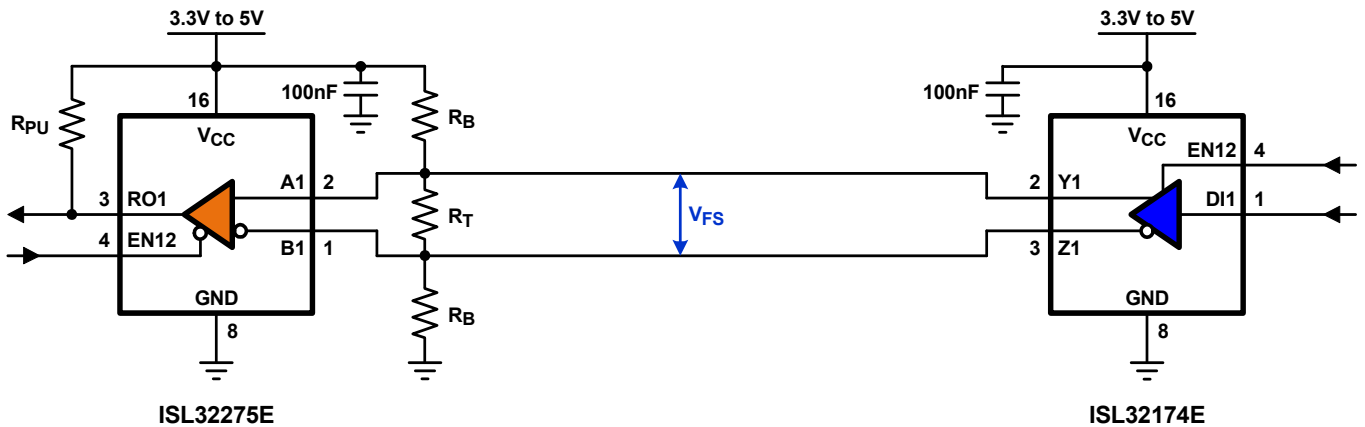 3.3V to 5V
3.3V to 5V
100nF
100nF
16
16
RPU
RB
VCC
VCC
EN12 4
A1 2
2 Y1
3 RO1
RT
VFS
DI1 1
4 EN12
B1 1
3 Z1
GND
GND
RB
8
8
ISL32275E
ISL32174E